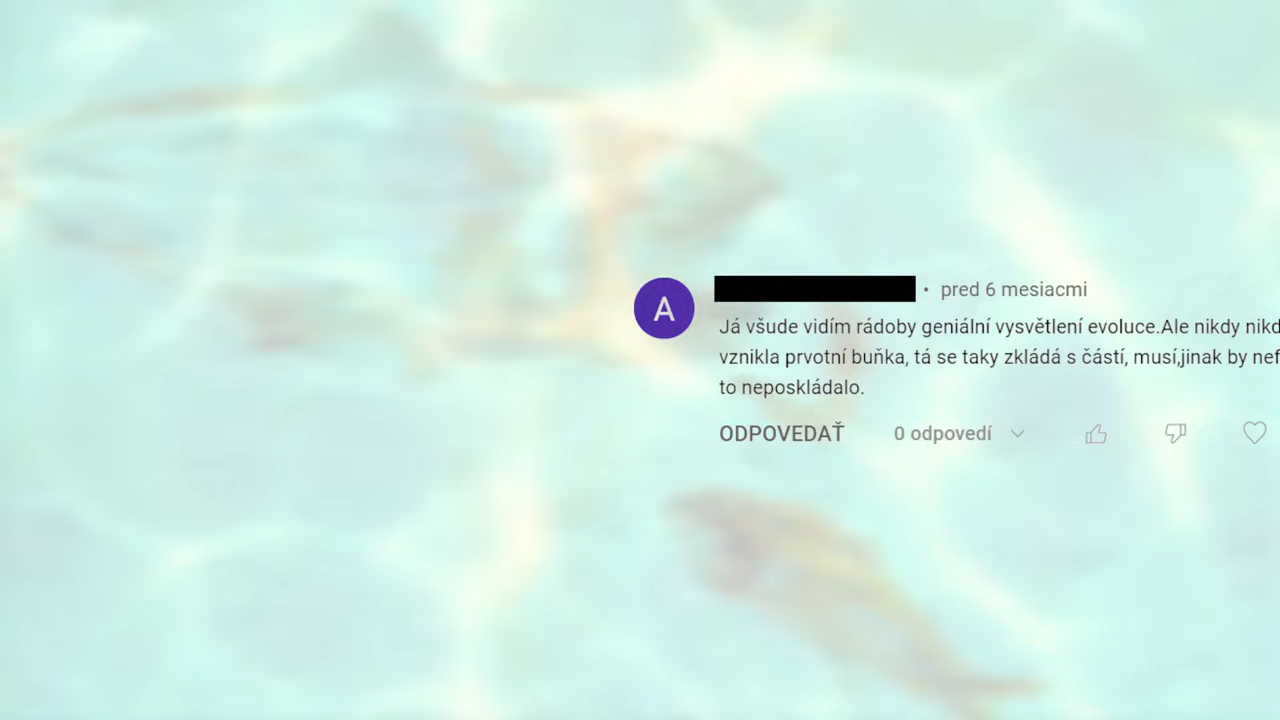 A
• pred 6 mesiacmi
Já všude vidím rádoby geniální vysvětlení evoluce.Ale nikdy
vznikla prvotní buňka, tá se taky zkládá s částí, musí,jinak by
to neposkládalo.
ODPOVEDAŤ 0 odpovedí